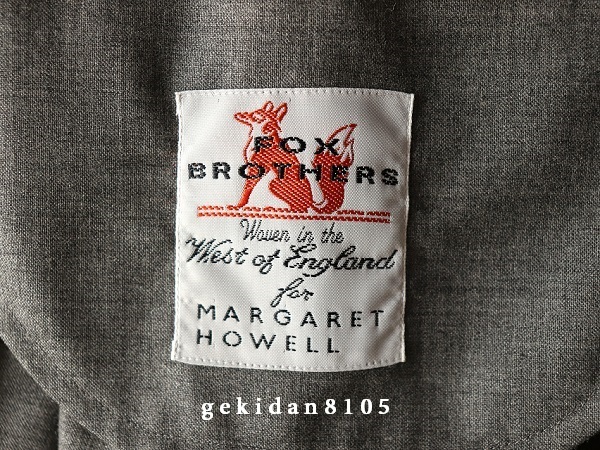 FOX
BROTHERS
Woven in the
West of England
for
MARGARET
HOWELL
gekidan8105